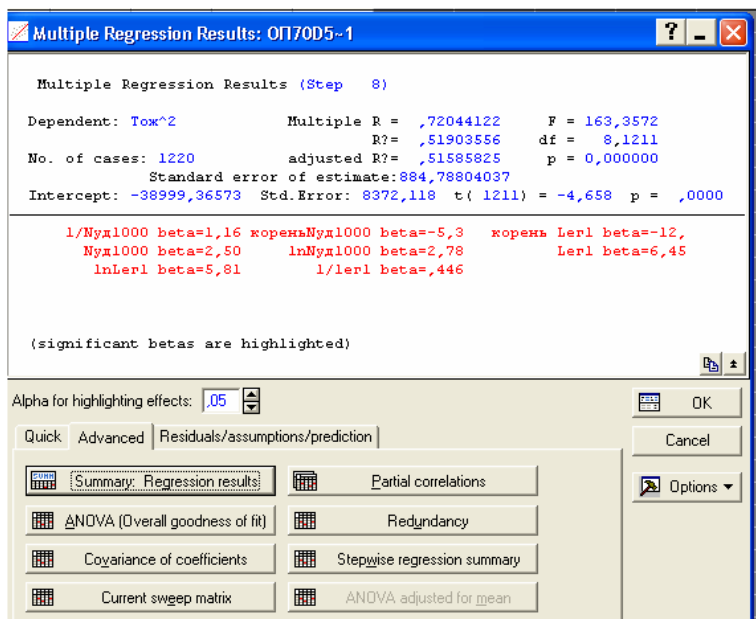 Multiple Regression Results: ОП70D5~1
Multiple Regression Results (Step 8)
Dependent: Тож^2 Multiple R = ,72044122 F = 163,3572
R?= ,51903556 df = 8,1211
No. of cases: 1220 adjusted R?= ,51585825 p = 0,000000
Standard error of estimate:884,78804037
Intercept: -38999,36573 Std.Error: 8372,118 t( 1211) = -4,658 p = ,0000
1/Nуд1000 beta=1,16 кореньNуд1000 beta=-5,3 корень Ler1 beta=-12,
Nуд1000 beta=2,50 lnNуд1000 beta=2,78 Ler1 beta=6,45
lnLer1 beta=5,81 1/ler1 beta=,446
(significant betas are highlighted)
Alpha for highlighting effects: ,05
OK
Quick Advanced Residuals/assumptions/prediction
Cancel
Summary: Regression results Partial correlations
Options
ANOVA (Overall goodness of fit) Redundancy
Covariance of coefficients Stepwise regression summary
Current sweep matrix ANOVA adjusted for mean